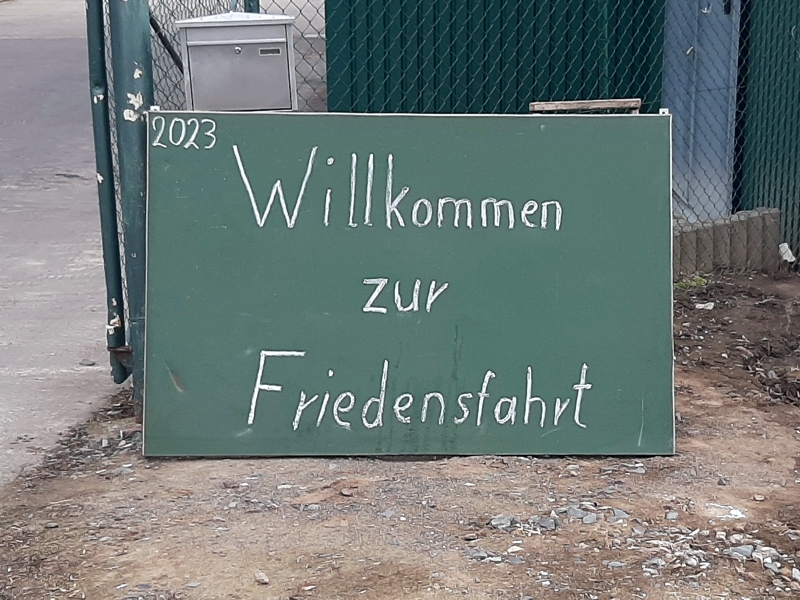 2023
Willkommen
zur
Friedensfahrt